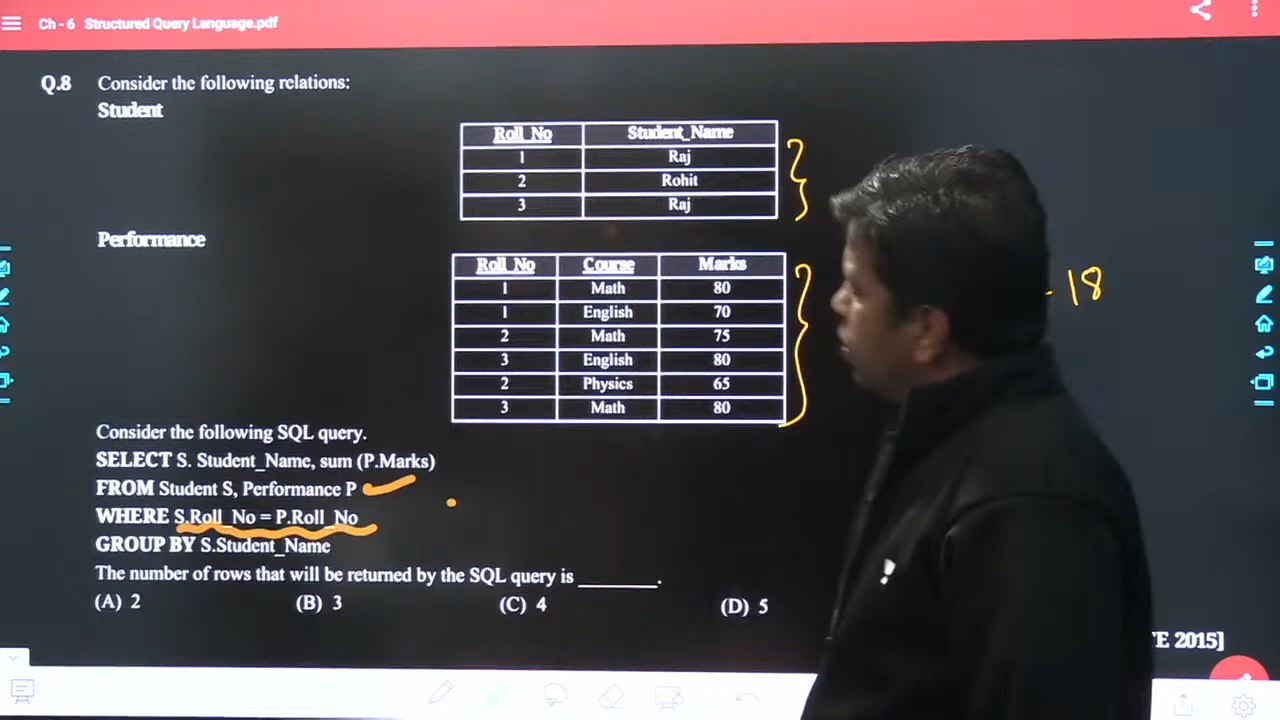 Ch - 6 Structured Query Language.pdf
Q.8 Consider the following relations:
Student
Roll_No Student_Name
1 Raj
2 Rohit
3 Raj
Performance
Roll_No Course Marks
1 Math 80
1 English 70
2 Math 75
3 English 80
2 Physics 65
3 Math 80
18
Consider the following SQL query.
SELECT S. Student_Name, sum (P.Marks)
FROM Student S, Performance P
WHERE S.Roll_No = P.Roll_No
GROUP BY S.Student_Name
The number of rows that will be returned by the SQL query is ________.
(A) 2 (B) 3 (C) 4 (D) 5
2015]